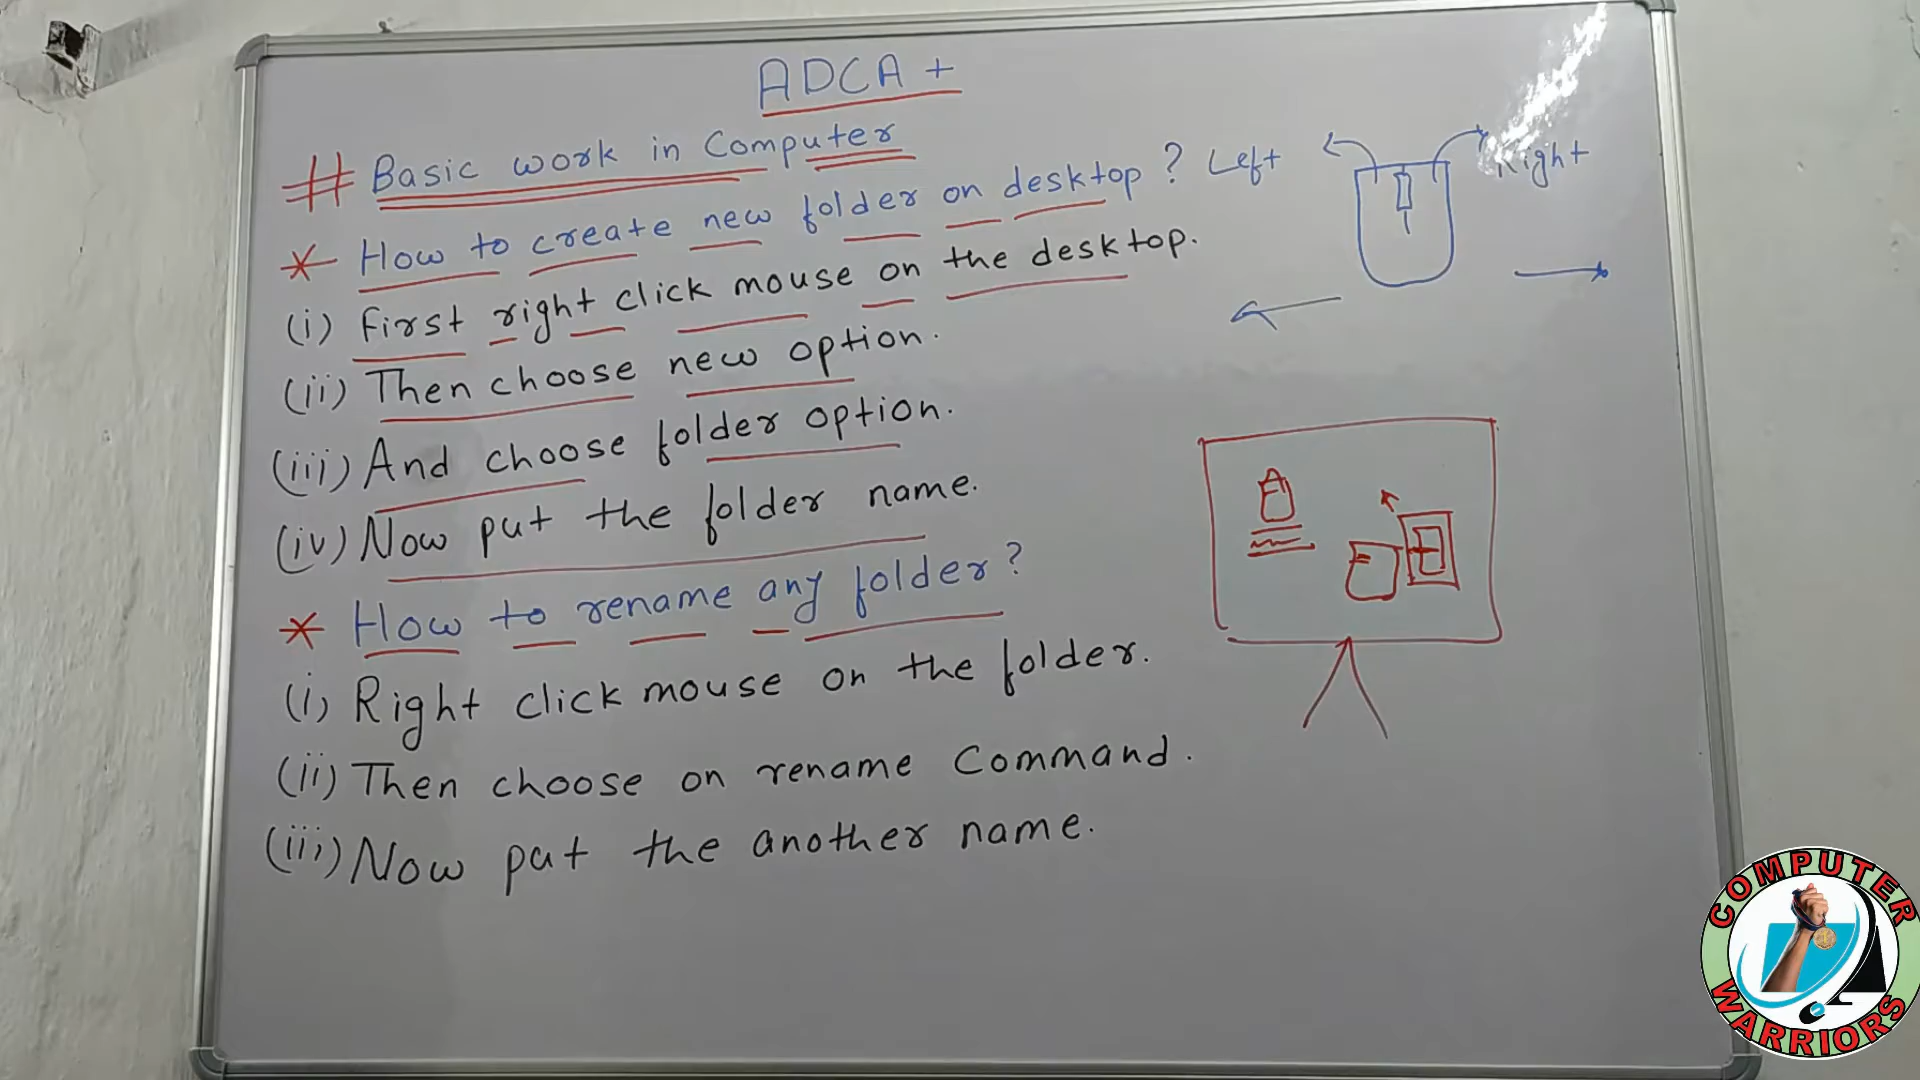 ADCA +
# Basic work in Computer
* How to create new folder on desktop ?
Left
Right
(i) First right click mouse on the desktop.
(ii) Then choose new option.
(iii) And choose folder option.
(iv) Now put the folder name.
* How to rename any folder ?
(i) Right click mouse on the folder.
(ii) Then choose on rename Command.
(iii) Now put the another name.
COMPUTER
WARRIORS